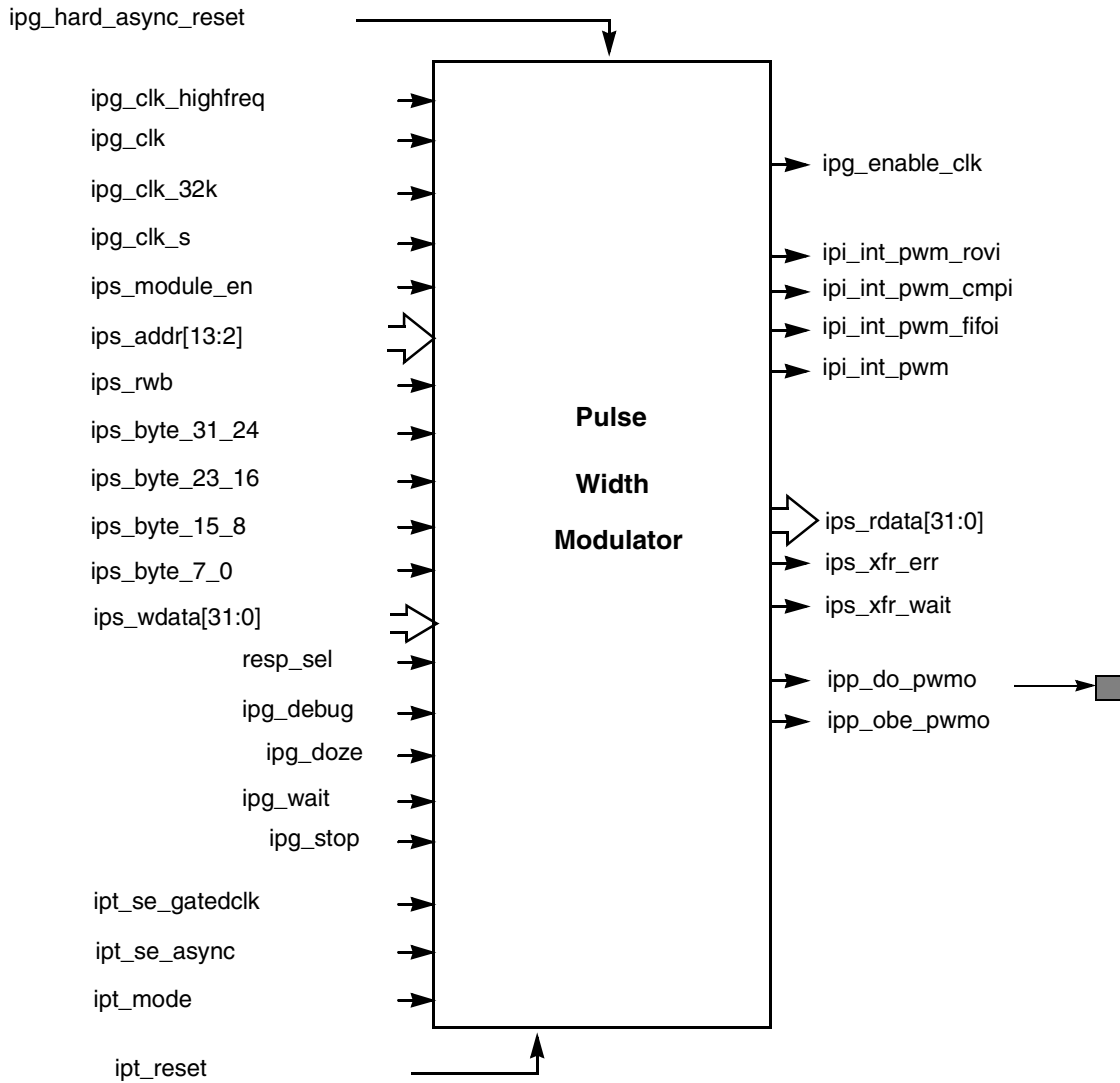 ipg_hard_async_reset
ipg_clk_highfreq
ipg_clk
ipg_clk_32k
ipg_clk_s
ips_module_en
ips_addr[13:2]
ips_rwb
ips_byte_31_24
ips_byte_23_16
ips_byte_15_8
ips_byte_7_0
ips_wdata[31:0]
resp_sel
ipg_debug
ipg_doze
ipg_wait
ipg_stop
ipt_se_gatedclk
ipt_se_async
ipt_mode
ipt_reset
Pulse
Width
Modulator
ipg_enable_clk
ipi_int_pwm_rovi
ipi_int_pwm_cmpi
ipi_int_pwm_fifoi
ipi_int_pwm
ips_rdata[31:0]
ips_xfr_err
ips_xfr_wait
ipp_do_pwmo
ipp_obe_pwmo